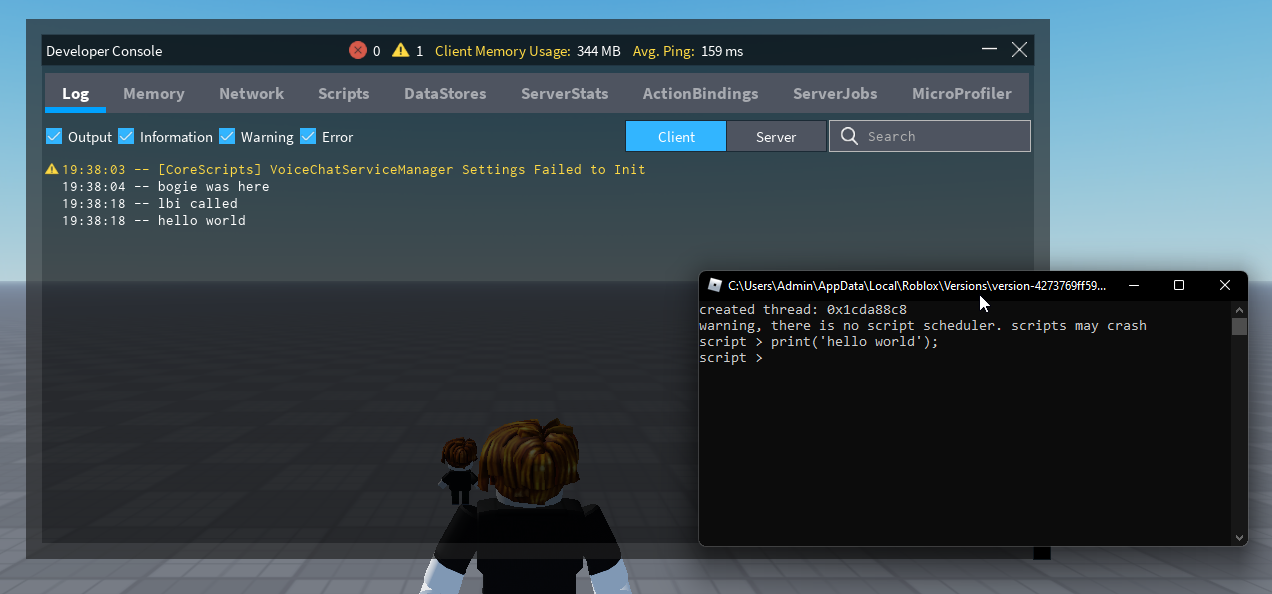 Developer Console 0 1 Client Memory Usage: 344 MB Avg. Ping: 159 ms
Log Memory Network Scripts DataStores ServerStats ActionBindings ServerJobs MicroProfiler
Output Information Warning Error Client Server Search
19:38:03 -- [CoreScripts] VoiceChatServiceManager Settings Failed to Init
19:38:04 -- bogie was here
19:38:18 -- lbi called
19:38:18 -- hello world
C:\Users\Admin\AppData\Local\Roblox\Versions\version-4273769ff59...
created thread: 0x1cda88c8
warning, there is no script scheduler. scripts may crash
script > print('hello world');
script >